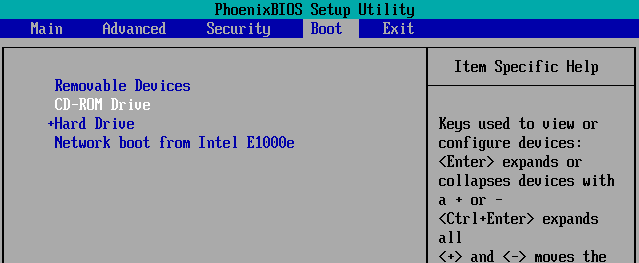 PhoenixBIOS Setup Utility
Main Advanced Security Boot Exit
Removable Devices
CD-ROM Drive
+Hard Drive
Network boot from Intel E1000e
Item Specific Help
Keys used to view or
configure devices:
<Enter> expands or
collapses devices with
a + or -
<Ctrl+Enter> expands
all
<+> and <-> moves the